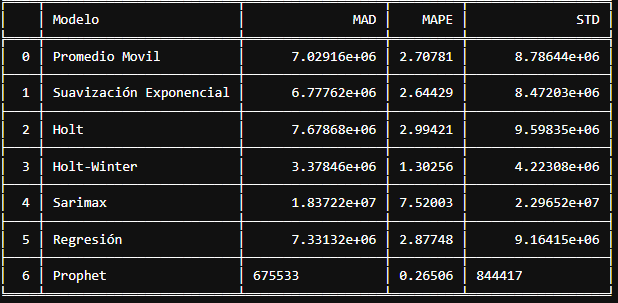 Modelo MAD MAPE STD
0 Promedio Movil 7.02916e+06 2.70781 8.78644e+06
1 Suavización Exponencial 6.77762e+06 2.64429 8.47203e+06
2 Holt 7.67868e+06 2.99421 9.59835e+06
3 Holt-Winter 3.37846e+06 1.30256 4.22308e+06
4 Sarimax 1.83722e+07 7.52003 2.29652e+07
5 Regresión 7.33132e+06 2.87748 9.16415e+06
6 Prophet 675533 0.26506 844417